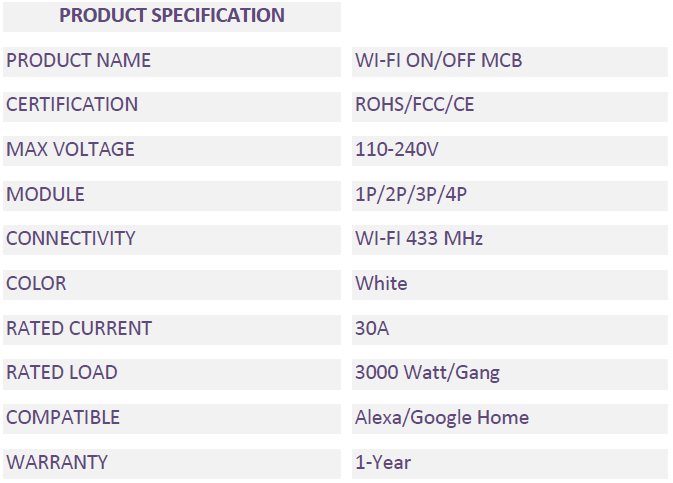 PRODUCT SPECIFICATION
PRODUCT NAME WI-FI ON/OFF MCB
CERTIFICATION ROHS/FCC/CE
MAX VOLTAGE 110-240V
MODULE 1P/2P/3P/4P
CONNECTIVITY WI-FI 433 MHz
COLOR White
RATED CURRENT 30A
RATED LOAD 3000 Watt/Gang
COMPATIBLE Alexa/Google Home
WARRANTY 1-Year